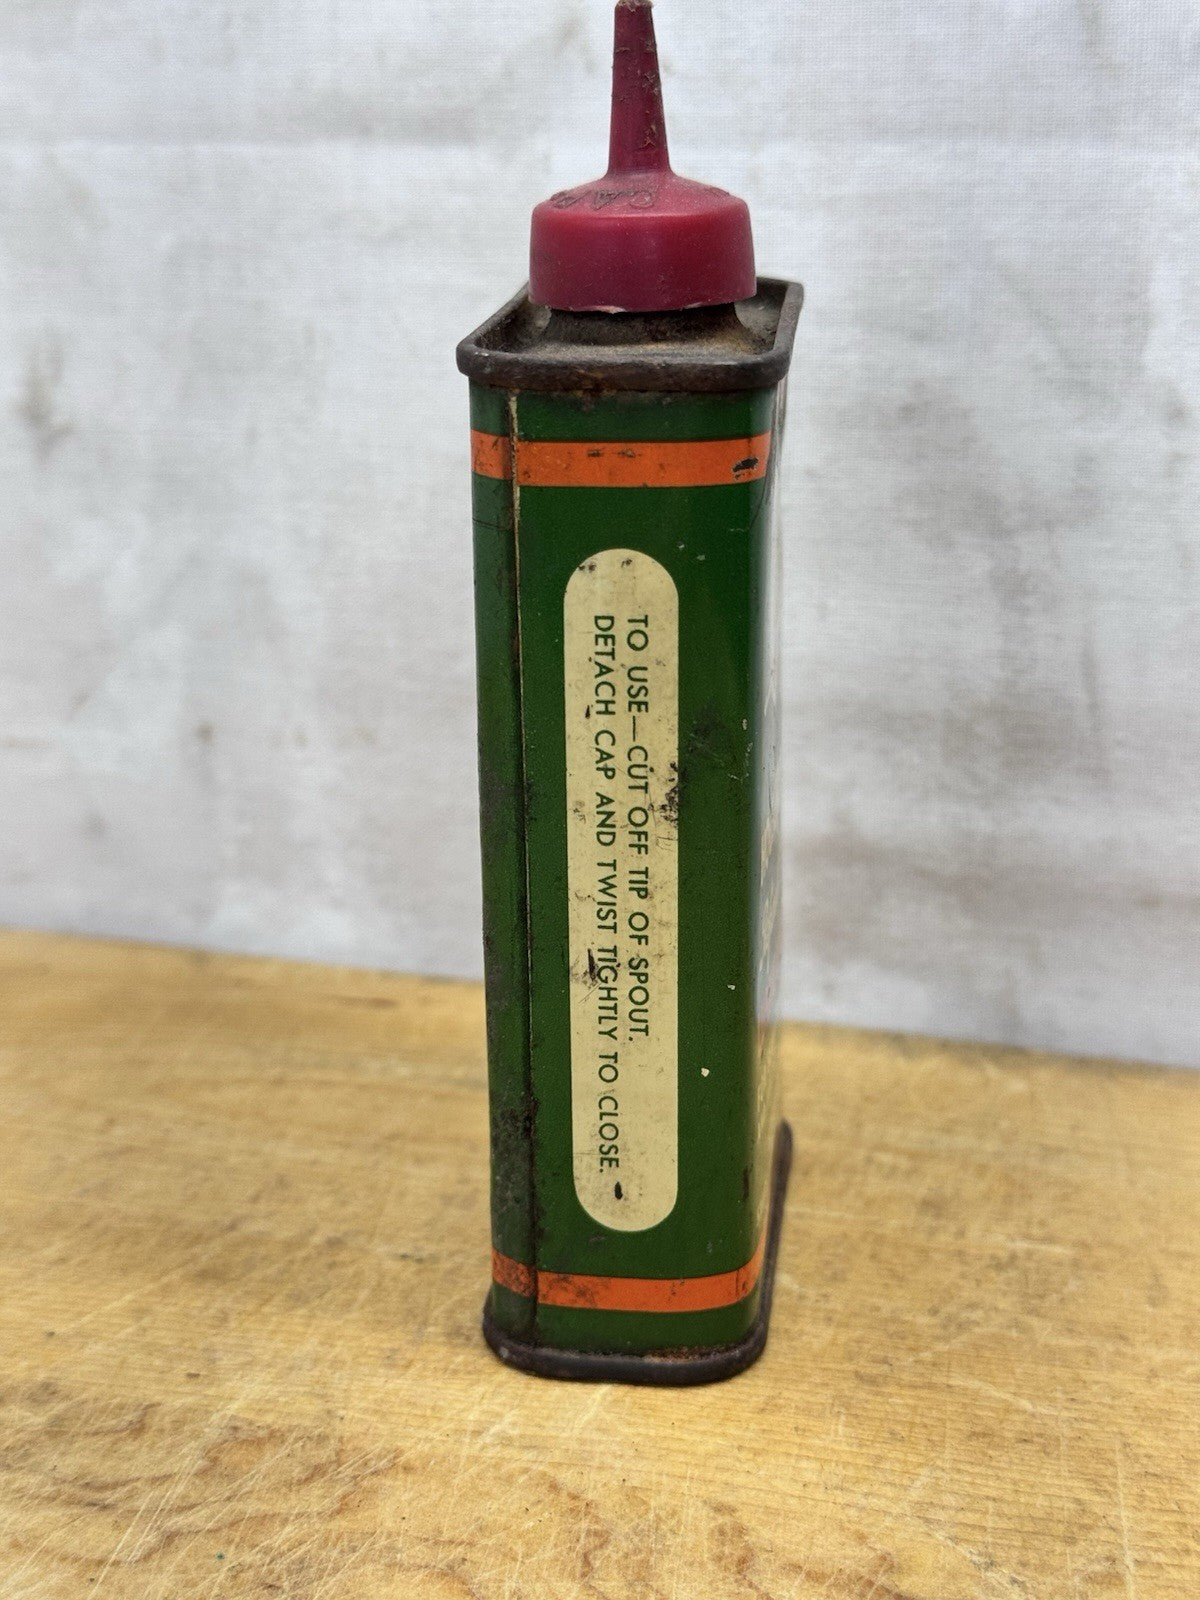 TO USE—CUT OFF TIP OF SPOUT.
DETACH CAP AND TWIST TIGHTLY TO CLOSE.